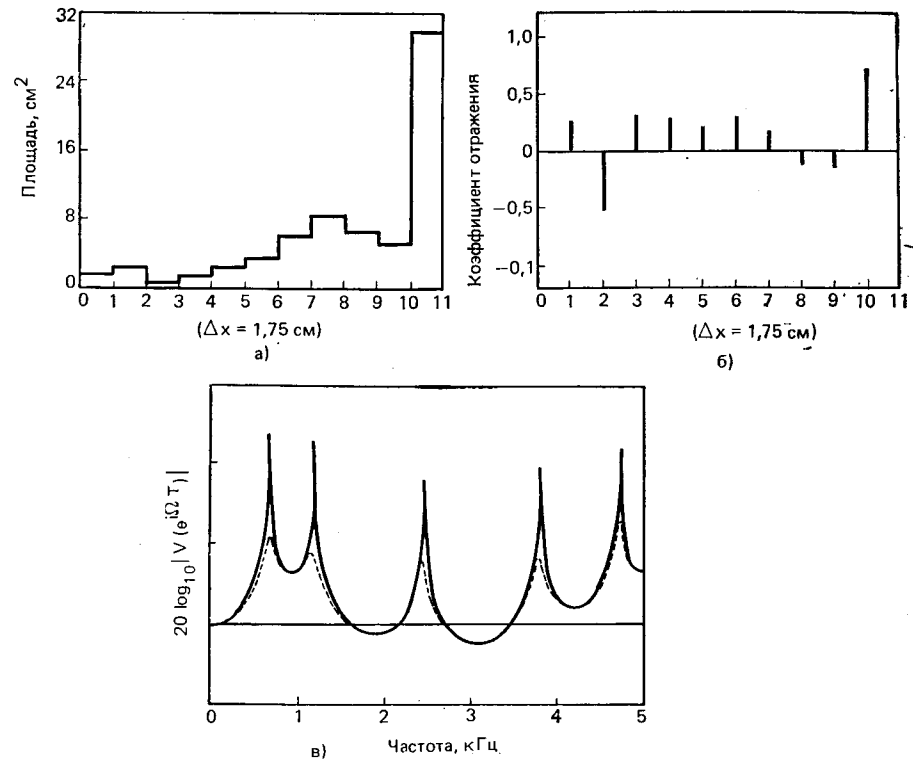 32
24
16
8
0
Площадь, см²
0 1 2 3 4 5 6 7 8 9 10 11
(Δx = 1,75 см)
а)
1,0
0,5
0
−0,5
−0,1
Коэффициент отражения
0 1 2 3 4 5 6 7 8 9 10 11
(Δx = 1,75 см)
б)
20 log₁₀|V(e^{iΩT})|
0 1 2 3 4 5
Частота, кГц
в)